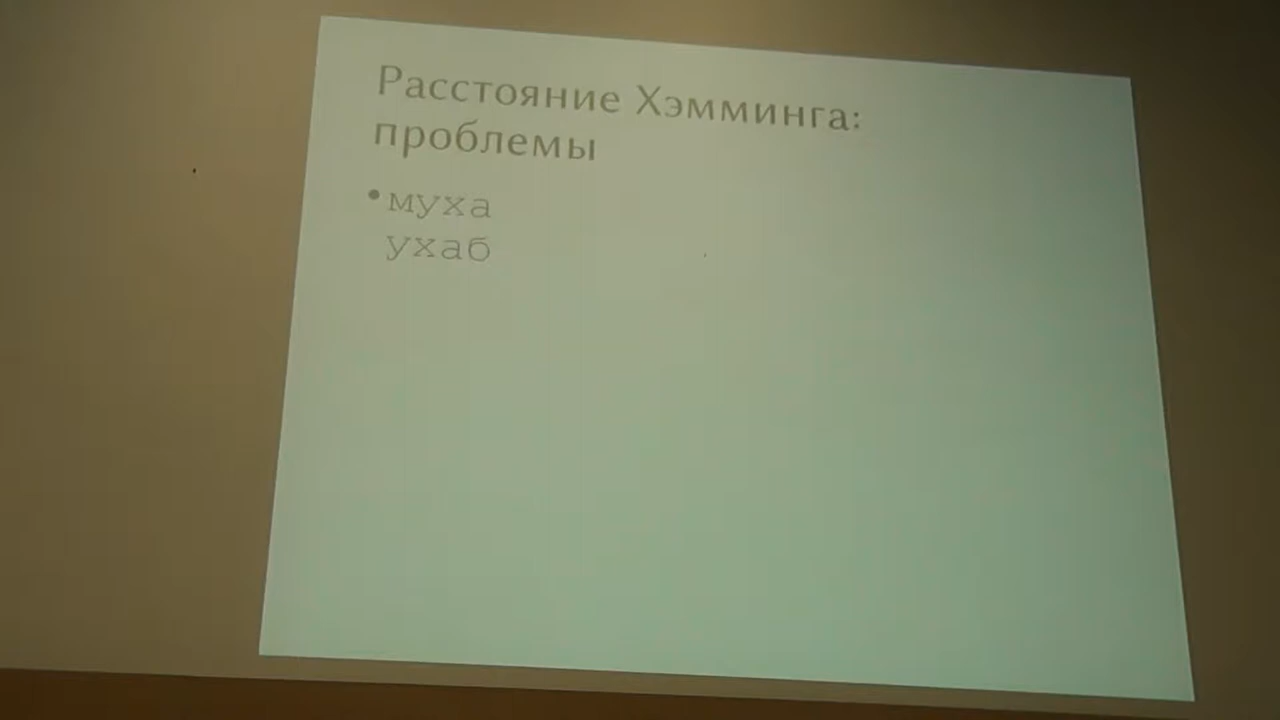 Расстояние Хэмминга:
проблемы
•муха
ухаб